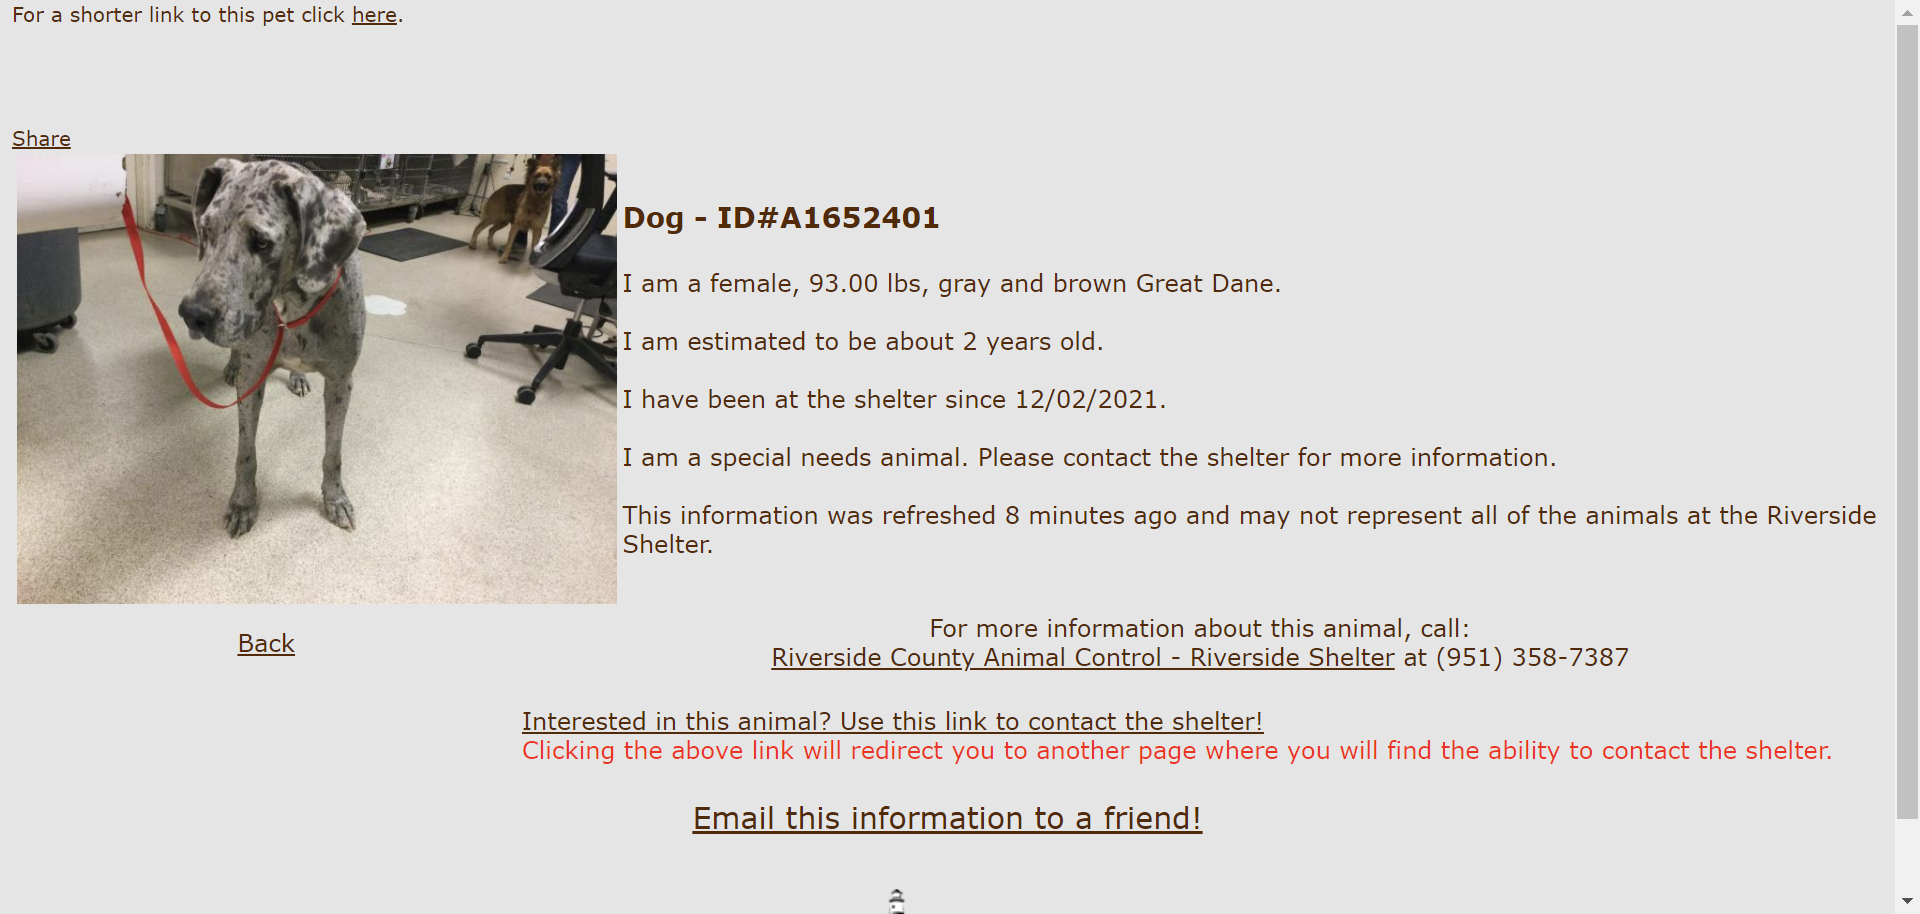 For a shorter link to this pet click here.
Share
Dog - ID#A1652401
I am a female, 93.00 lbs, gray and brown Great Dane.
I am estimated to be about 2 years old.
I have been at the shelter since 12/02/2021.
I am a special needs animal. Please contact the shelter for more information.
This information was refreshed 8 minutes ago and may not represent all of the animals at the Riverside
Shelter.
Back
For more information about this animal, call:
Riverside County Animal Control - Riverside Shelter at (951) 358-7387
Interested in this animal? Use this link to contact the shelter!
Clicking the above link will redirect you to another page where you will find the ability to contact the shelter.
Email this information to a friend!